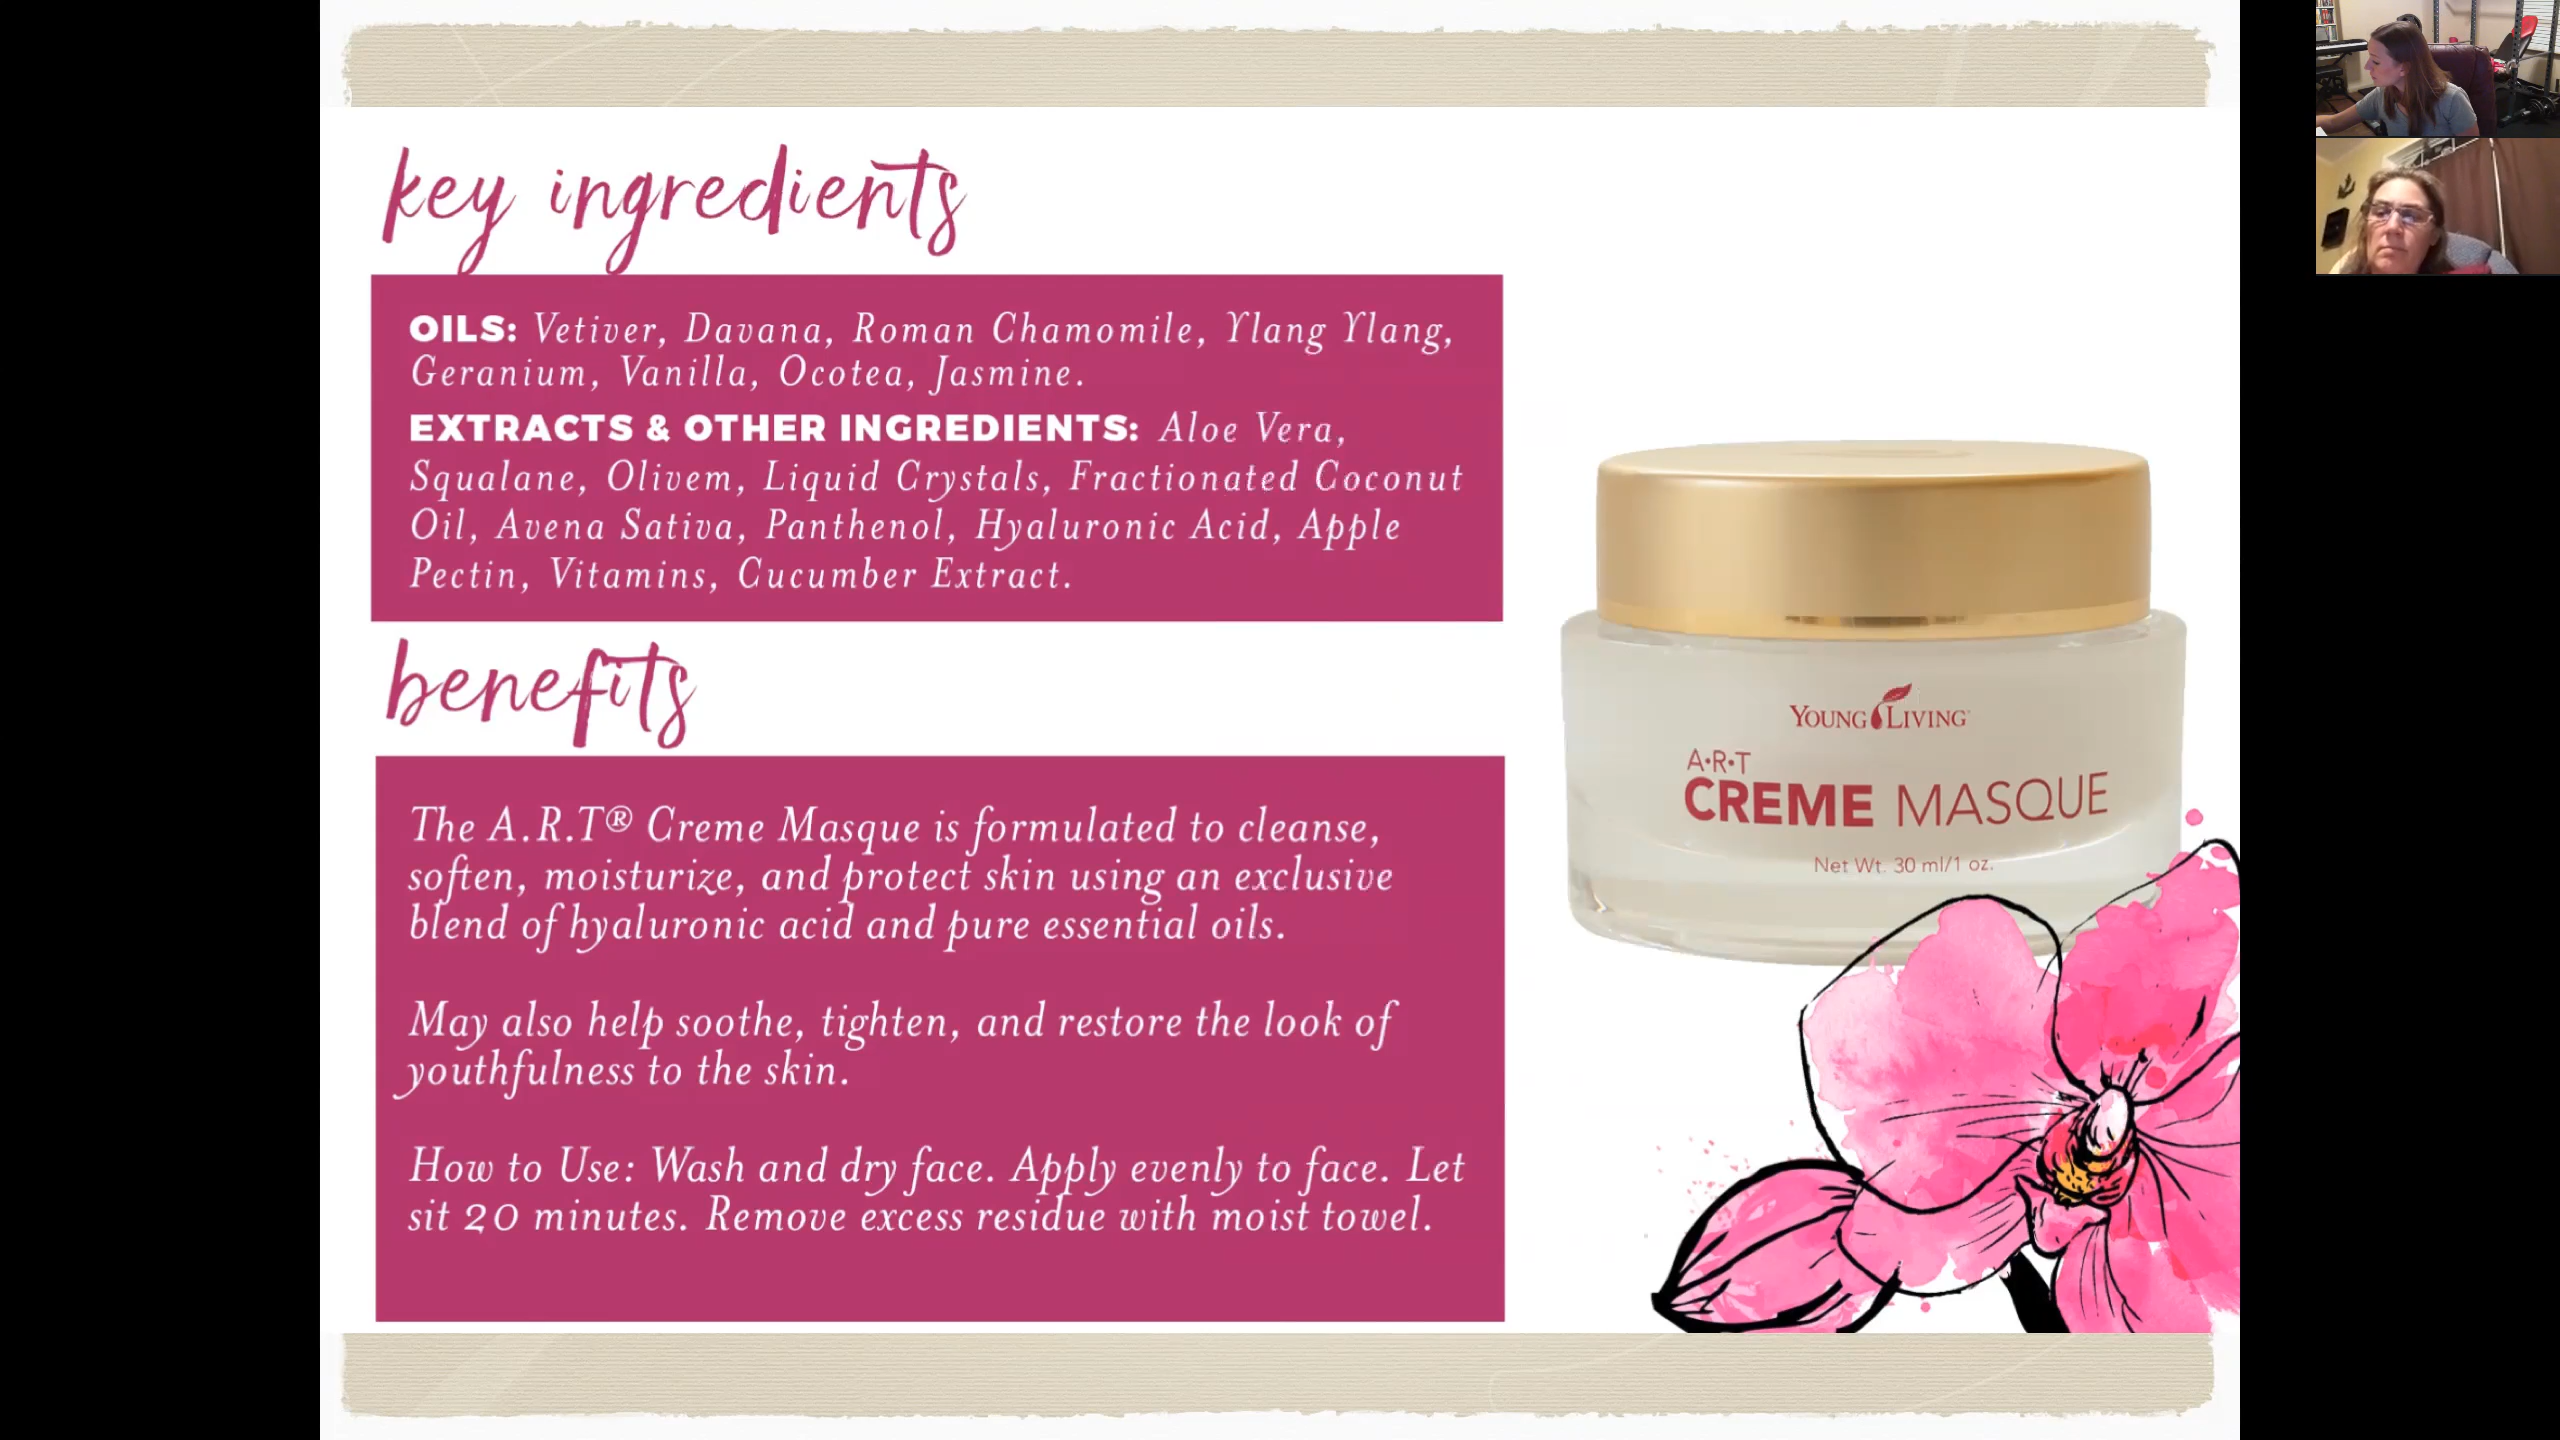 key ingredients
OILS: Vetiver, Davana, Roman Chamomile, Ylang Ylang,
Geranium, Vanilla, Ocotea, Jasmine.
EXTRACTS & OTHER INGREDIENTS: Aloe Vera,
Squalane, Olivem, Liquid Crystals, Fractionated Coconut
Oil, Avena Sativa, Panthenol, Hyaluronic Acid, Apple
Pectin, Vitamins, Cucumber Extract.
benefits
The A.R.T® Creme Masque is formulated to cleanse,
soften, moisturize, and protect skin using an exclusive
blend of hyaluronic acid and pure essential oils.
May also help soothe, tighten, and restore the look of
youthfulness to the skin.
How to Use: Wash and dry face. Apply evenly to face. Let
sit 20 minutes. Remove excess residue with moist towel.
YOUNG LIVING
A•R•T
CREME MASQUE
Net Wt. 30 ml/1 oz.